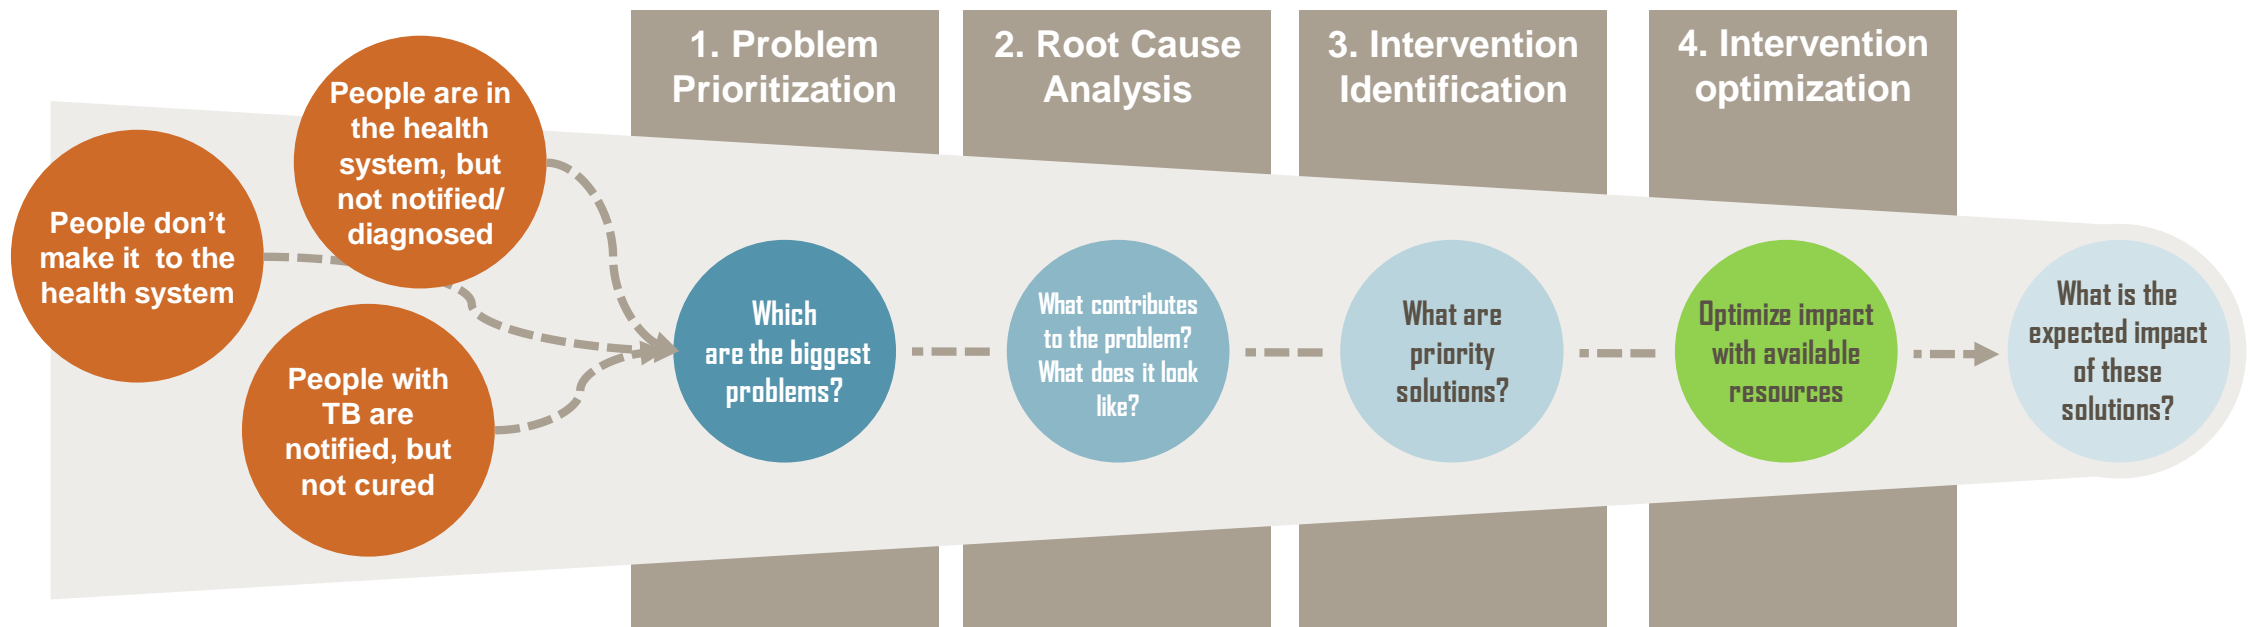 1. Problem
Prioritization
2. Root Cause
Analysis
3. Intervention
Identification
4. Intervention
optimization
People are in
the health
system, but
not notified/
diagnosed
People don’t
make it  to the
health system
People with
TB are
notified, but
not cured
Which
are the biggest
problems?
What contributes
to the problem?
What does it look
like?
What are
priority
solutions?
Optimize impact
with available
resources
What is the
expected impact
of these
solutions?